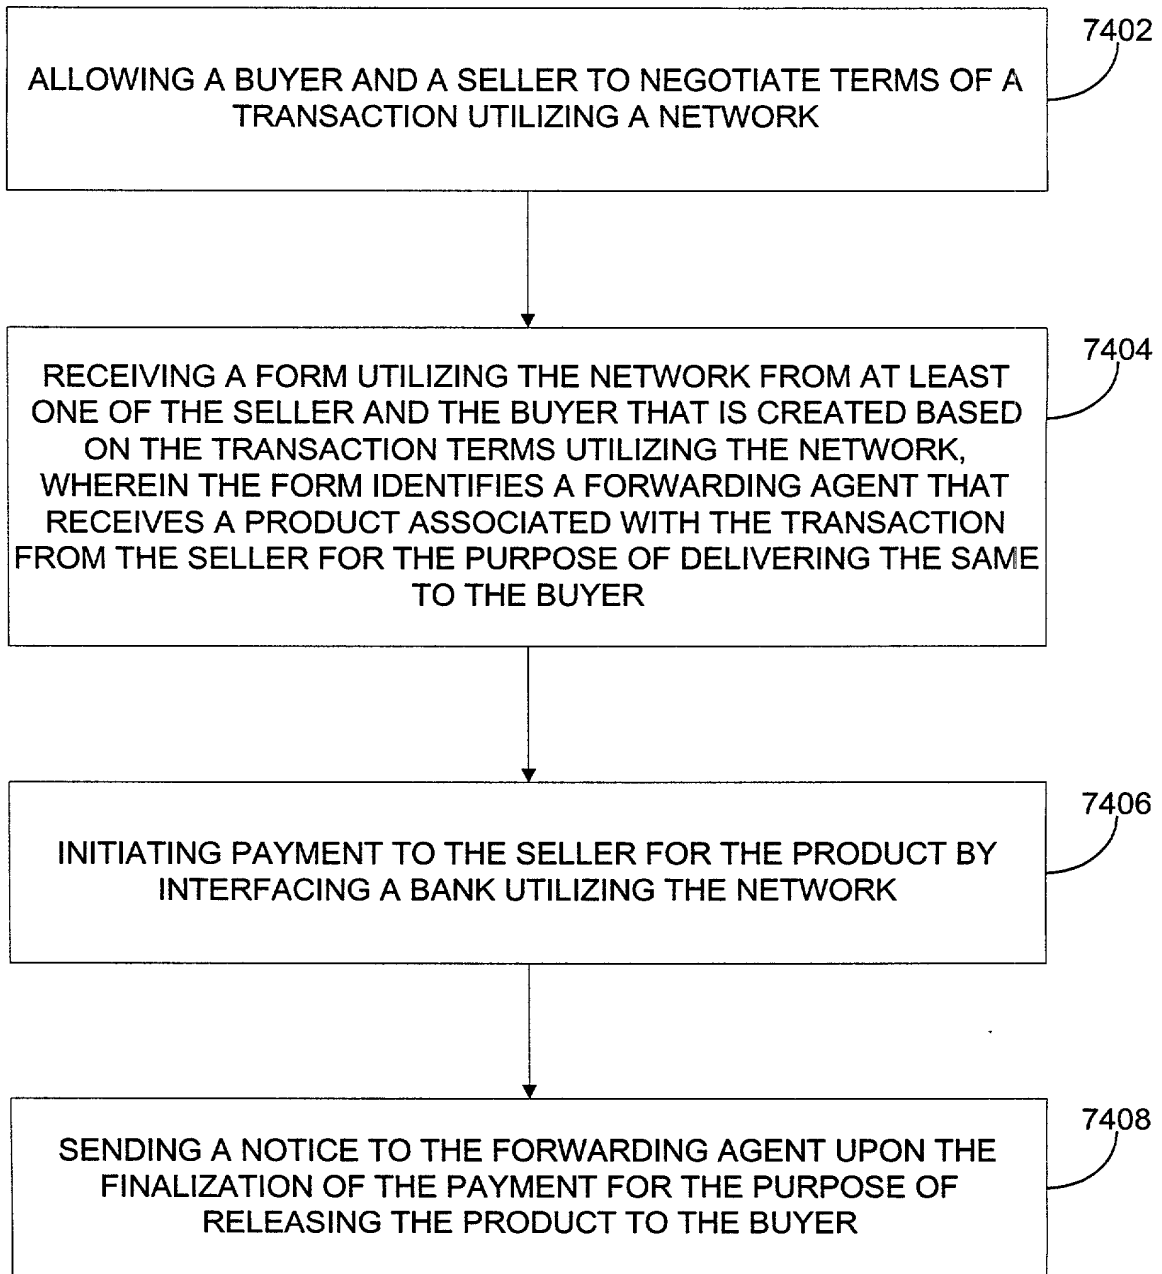 7402
ALLOWING A BUYER AND A SELLER TO NEGOTIATE TERMS OF A
TRANSACTION UTILIZING A NETWORK
7404
RECEIVING A FORM UTILIZING THE NETWORK FROM AT LEAST
ONE OF THE SELLER AND THE BUYER THAT IS CREATED BASED
ON THE TRANSACTION TERMS UTILIZING THE NETWORK,
WHEREIN THE FORM IDENTIFIES A FORWARDING AGENT THAT
RECEIVES A PRODUCT ASSOCIATED WITH THE TRANSACTION
FROM THE SELLER FOR THE PURPOSE OF DELIVERING THE SAME
TO THE BUYER
7406
INITIATING PAYMENT TO THE SELLER FOR THE PRODUCT BY
INTERFACING A BANK UTILIZING THE NETWORK
7408
SENDING A NOTICE TO THE FORWARDING AGENT UPON THE
FINALIZATION OF THE PAYMENT FOR THE PURPOSE OF
RELEASING THE PRODUCT TO THE BUYER